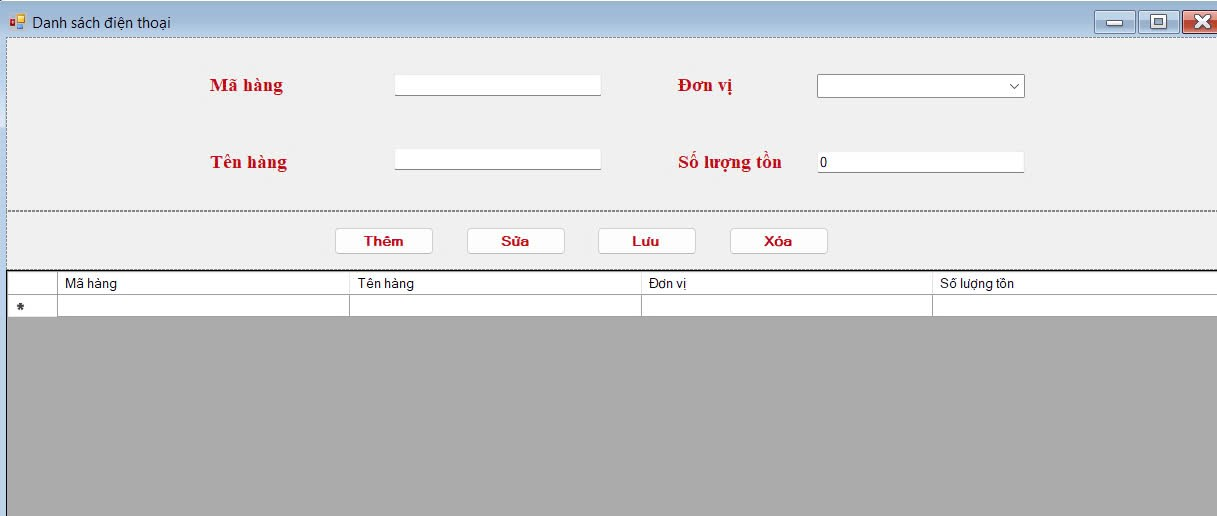 Danh sách điện thoại
Mã hàng Đơn vị
Tên hàng Số lượng tồn 0
Thêm Sửa Lưu Xóa
Mã hàng Tên hàng Đơn vị Số lượng tồn
*